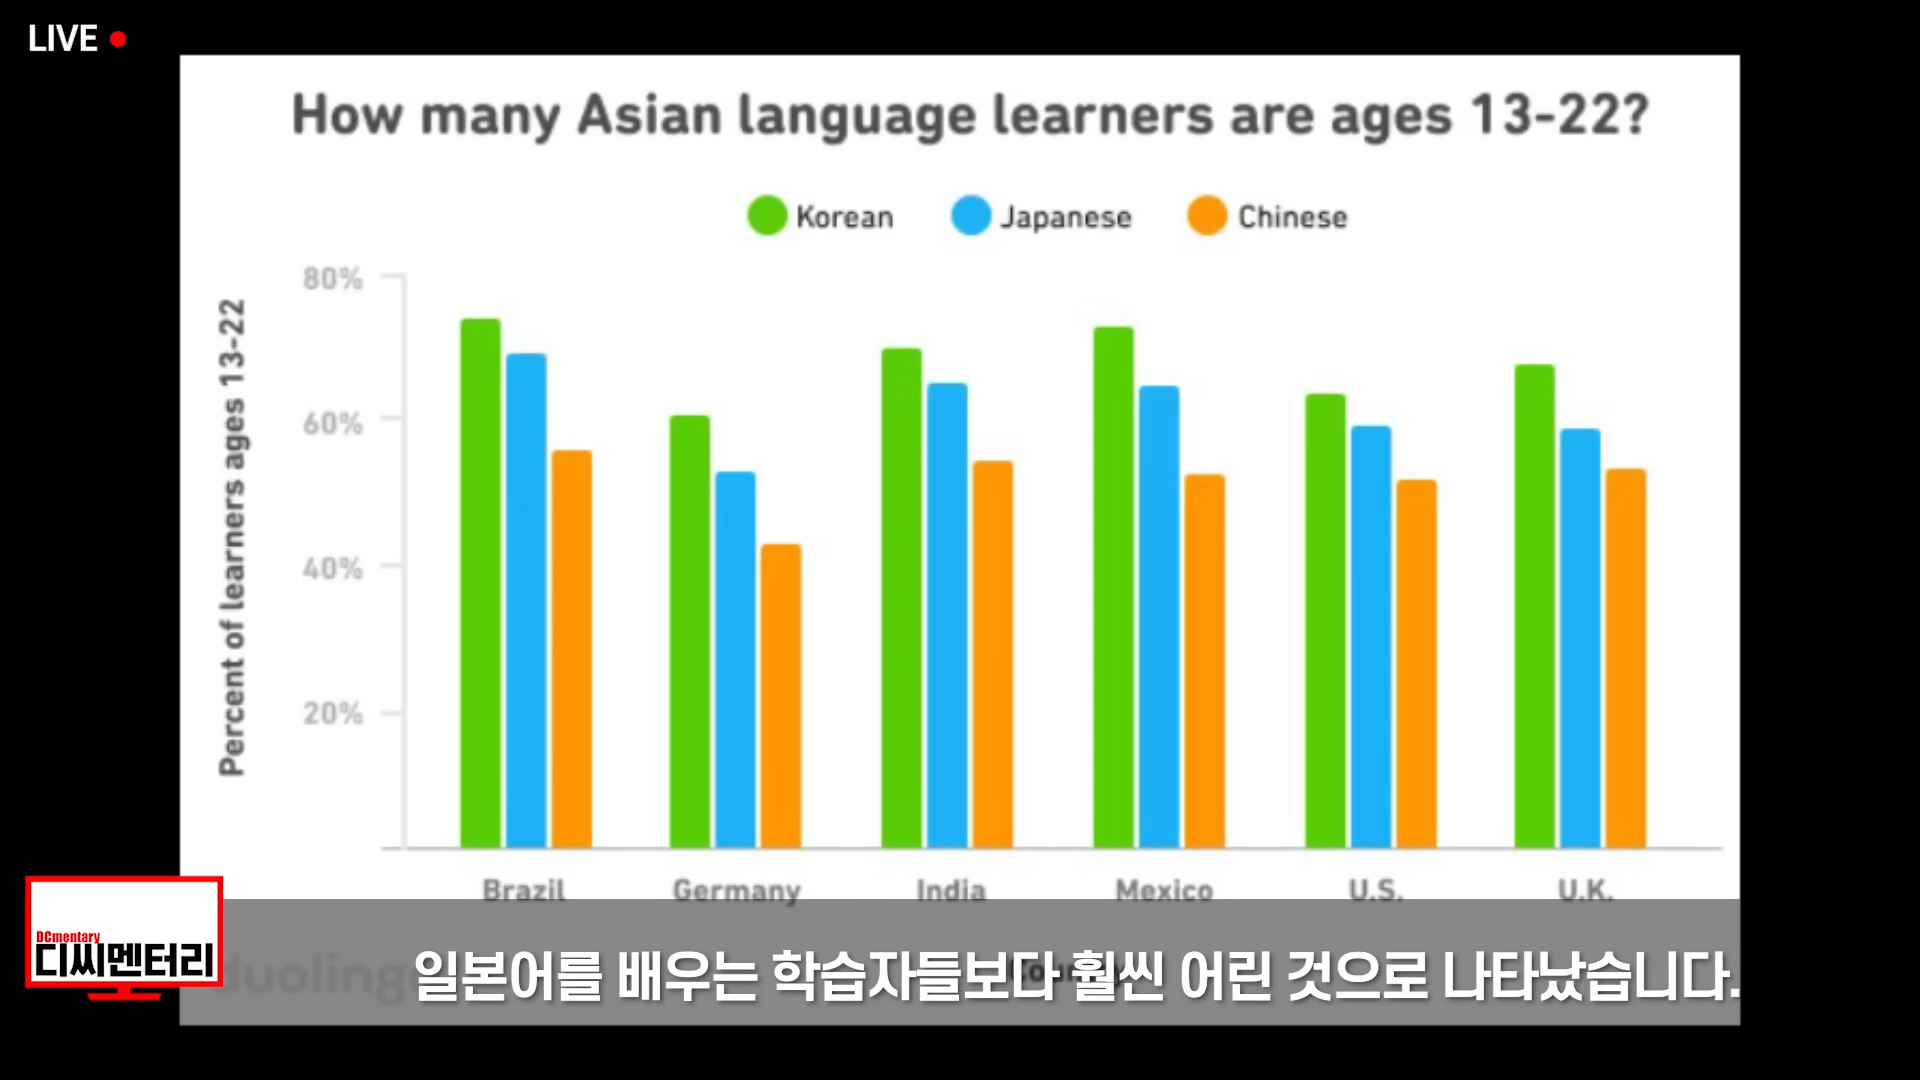 LIVE
How many Asian language learners are ages 13-22?
Korean
Japanese
Chinese
Percent of learners ages 13-22
80%
60%
40%
20%
Brazil
Germany
India
Mexico
U.S.
U.K.
DCmentary
디씨멘터리
duolingo
일본어를 배우는 학습자들보다 훨씬 어린 것으로 나타났습니다.